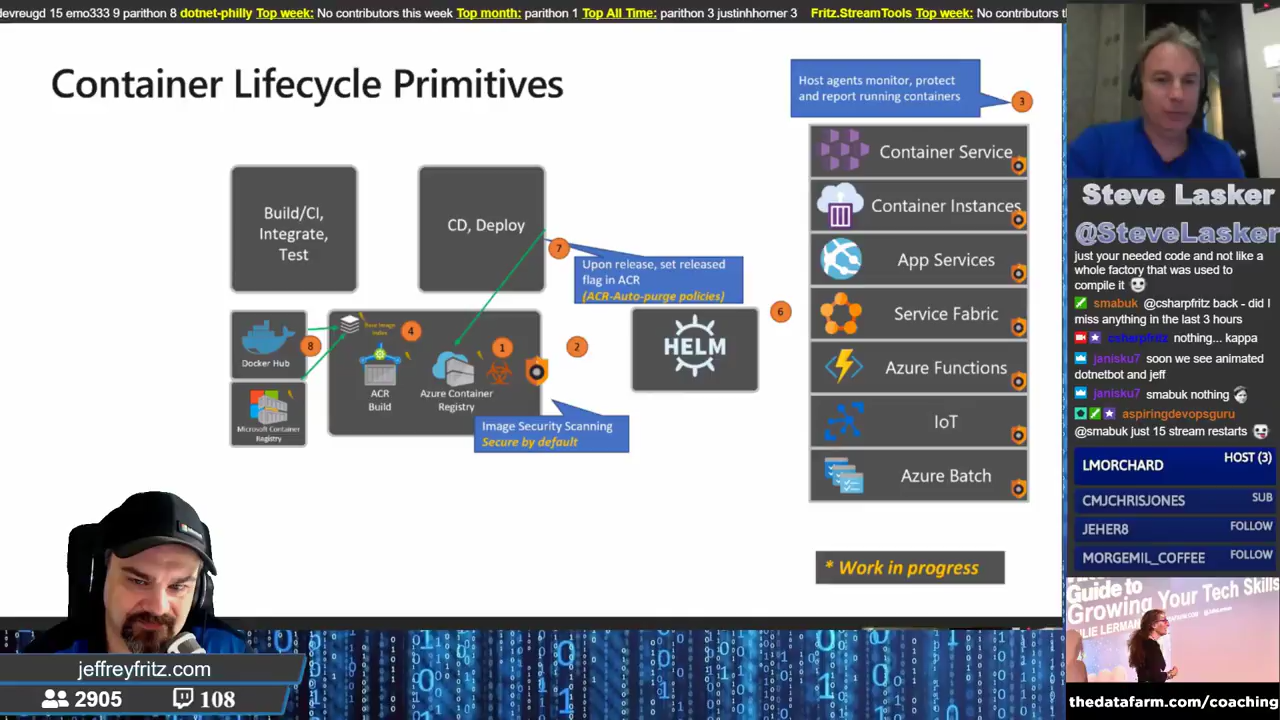 devreugd 15 emo333 9 parithon 8 dotnet-philly Top week: No contributors this week Top month: parithon 1 Top All Time: parithon 3 justinhhorner 3 Fritz.StreamTools Top week: No contributors
Container Lifecycle Primitives
Host agents monitor, protect
and report running containers
3
Build/CI,
Integrate,
Test
CD, Deploy
7
Upon release, set released
flag in ACR
(ACR-Auto-purge policies)
Docker Hub
8
Base Image
Index
4
ACR
Build
1
Azure Container
Registry
2
HELM
6
Microsoft Container
Registry
Image Security Scanning
Secure by default
Container Service
Container Instances
App Services
Service Fabric
Azure Functions
IoT
Azure Batch
* Work in progress
Steve Lasker
@SteveLasker
just your needed code and not like a
whole factory that was used to
compile it
smabuk @csharpfritz back - did I
miss anything in the last 3 hours
csharpfritz nothing... kappa
janisku7 soon we see animated
dotnetbot and jeff
janisku7 smabuk nothing
aspiringdevopsguru
@smabuk just 15 stream restarts
LMORCHARD HOST (3)
CMJCHRISJONES SUB
JEHER8 FOLLOW
MORGEMIL_COFFEE FOLLOW
Guide to
Growing Your Tech Skills
LIE LERMAN
thedatafarm.com/coaching
jeffreyfritz.com
2905 108